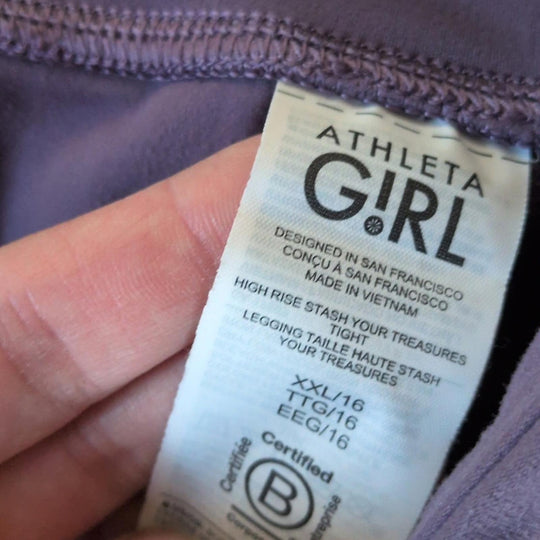 ATHLETA
G!RL
DESIGNED IN SAN FRANCISCO
CONÇU À SAN FRANCISCO
MADE IN VIETNAM
HIGH RISE STASH YOUR TREASURES
TIGHT
LEGGING TAILLE HAUTE STASH
YOUR TREASURES
XXL/16
TTG/16
EEG/16
Certifiée
Certified
B